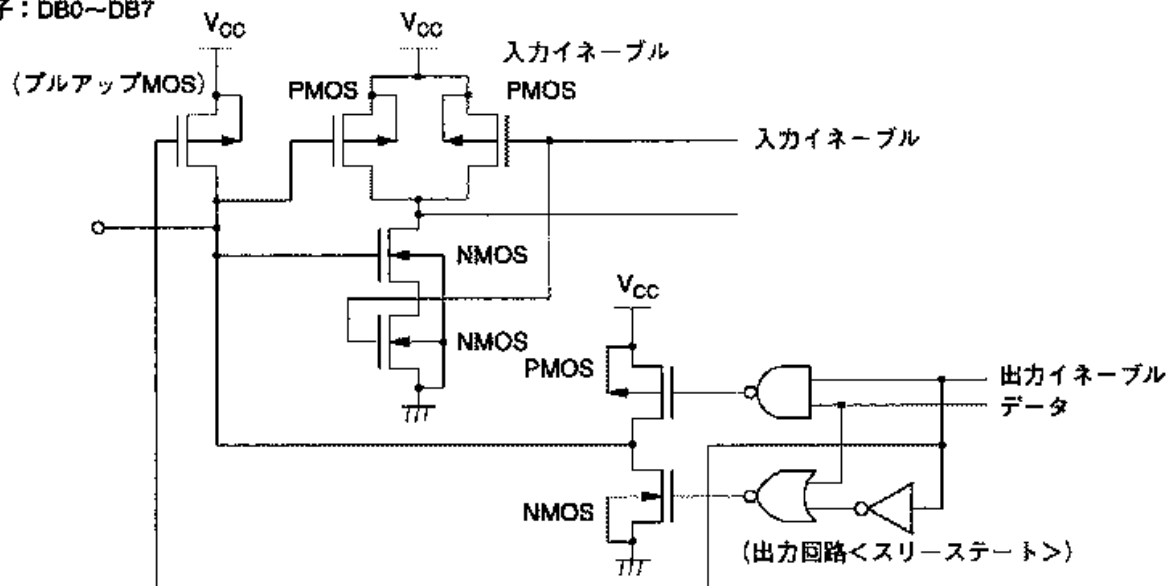 子：DB0～DB7
VCC
VCC
入力イネーブル
(プルアップMOS)
PMOS
PMOS
入力イネーブル
NMOS
NMOS
VCC
PMOS
出力イネーブル
データ
NMOS
(出力回路<スリーステート>)